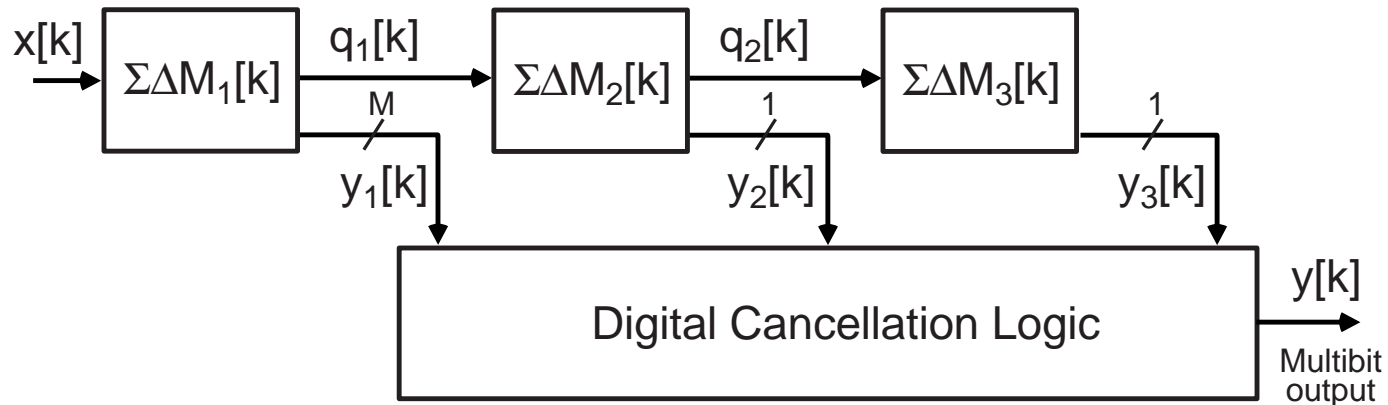 x[k]
ΣΔM₁[k]
q₁[k]
ΣΔM₂[k]
q₂[k]
ΣΔM₃[k]
M
1
1
y₁[k]
y₂[k]
y₃[k]
Digital Cancellation Logic
y[k]
Multibit
output